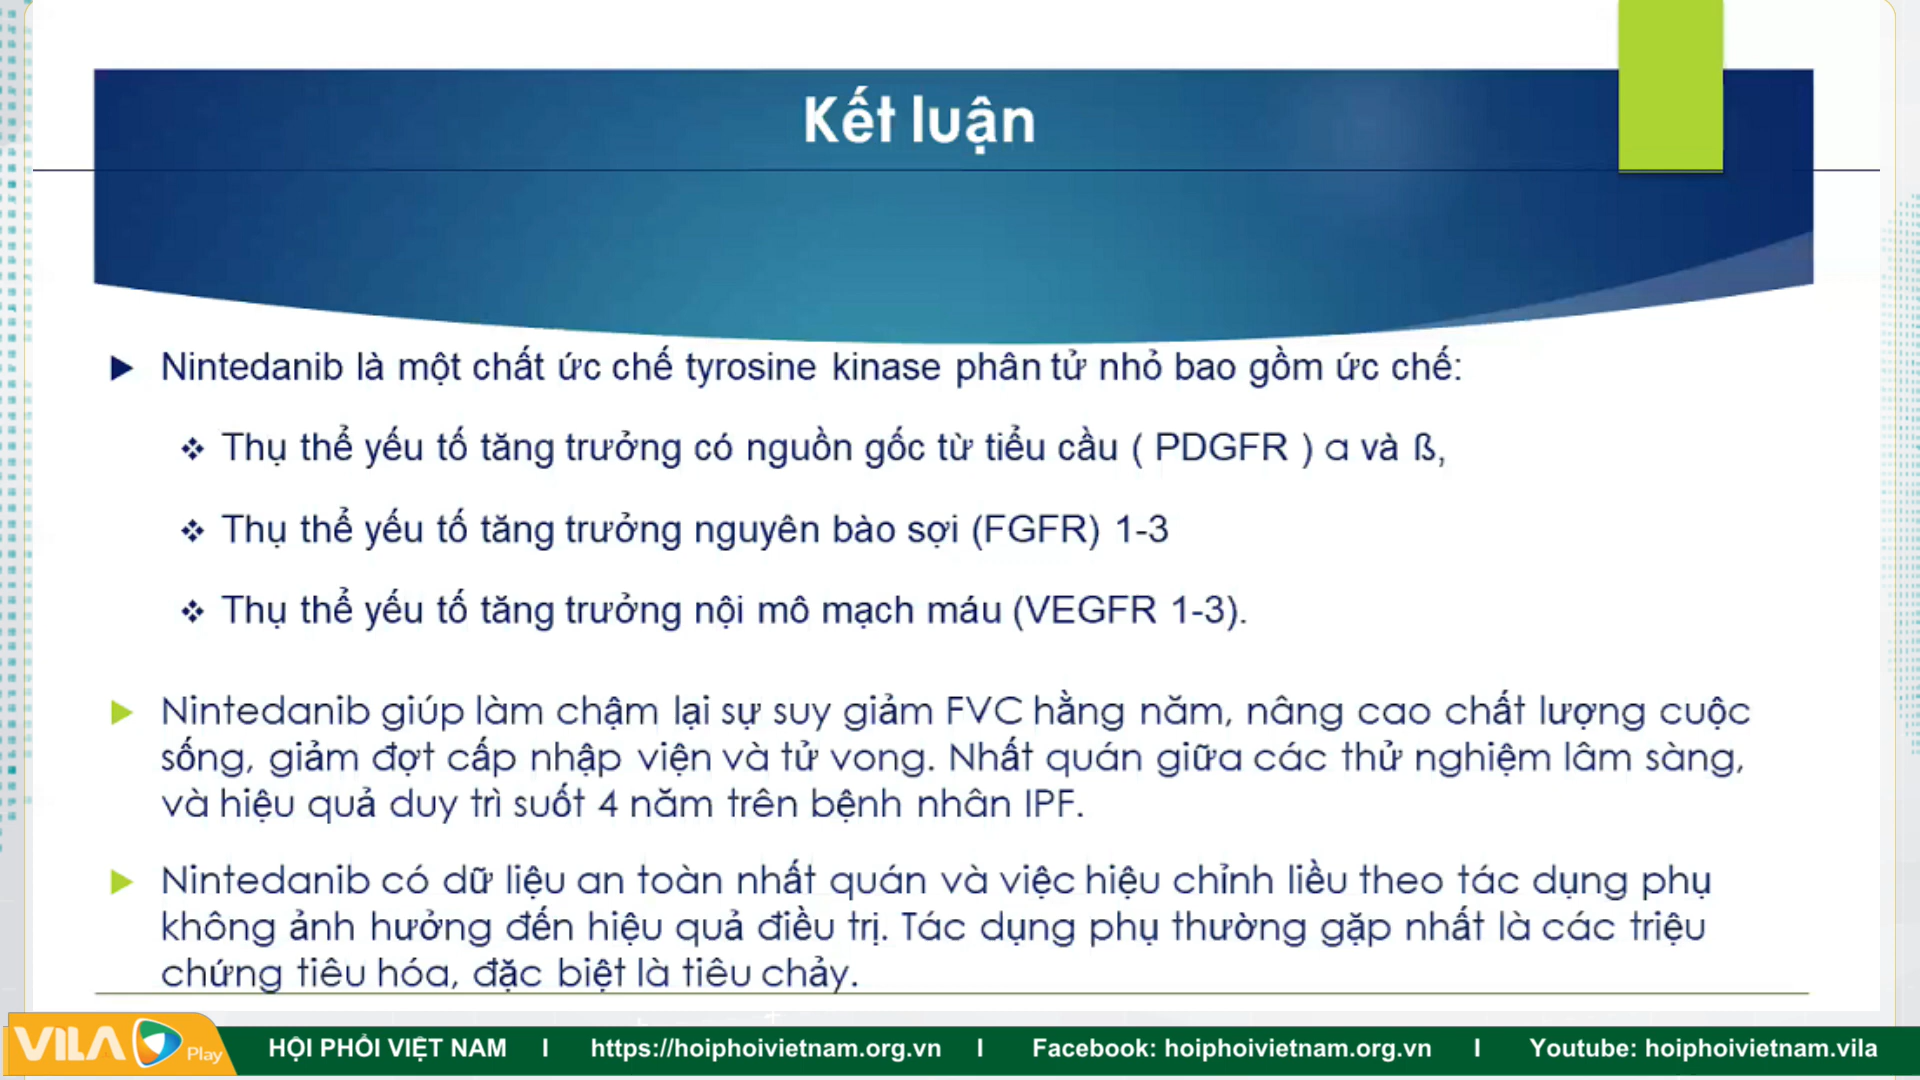 Kết luận
Nintedanib là một chất ức chế tyrosine kinase phân tử nhỏ bao gồm ức chế:
Thụ thể yếu tố tăng trưởng có nguồn gốc từ tiểu cầu ( PDGFR ) α và ß,
Thụ thể yếu tố tăng trưởng nguyên bào sợi (FGFR) 1-3
Thụ thể yếu tố tăng trưởng nội mô mạch máu (VEGFR 1-3).
Nintedanib giúp làm chậm lại sự suy giảm FVC hằng năm, nâng cao chất lượng cuộc
sống, giảm đợt cấp nhập viện và tử vong. Nhất quán giữa các thử nghiệm lâm sàng,
và hiệu quả duy trì suốt 4 năm trên bệnh nhân IPF.
Nintedanib có dữ liệu an toàn nhất quán và việc hiệu chỉnh liều theo tác dụng phụ
không ảnh hưởng đến hiệu quả điều trị. Tác dụng phụ thường gặp nhất là các triệu
chứng tiêu hóa, đặc biệt là tiêu chảy.
VILA Play HỘI PHỔI VIỆT NAM I https://hoiphoivietnam.org.vn I Facebook: hoiphoivietnam.org.vn I Youtube: hoiphoivietnam.vila